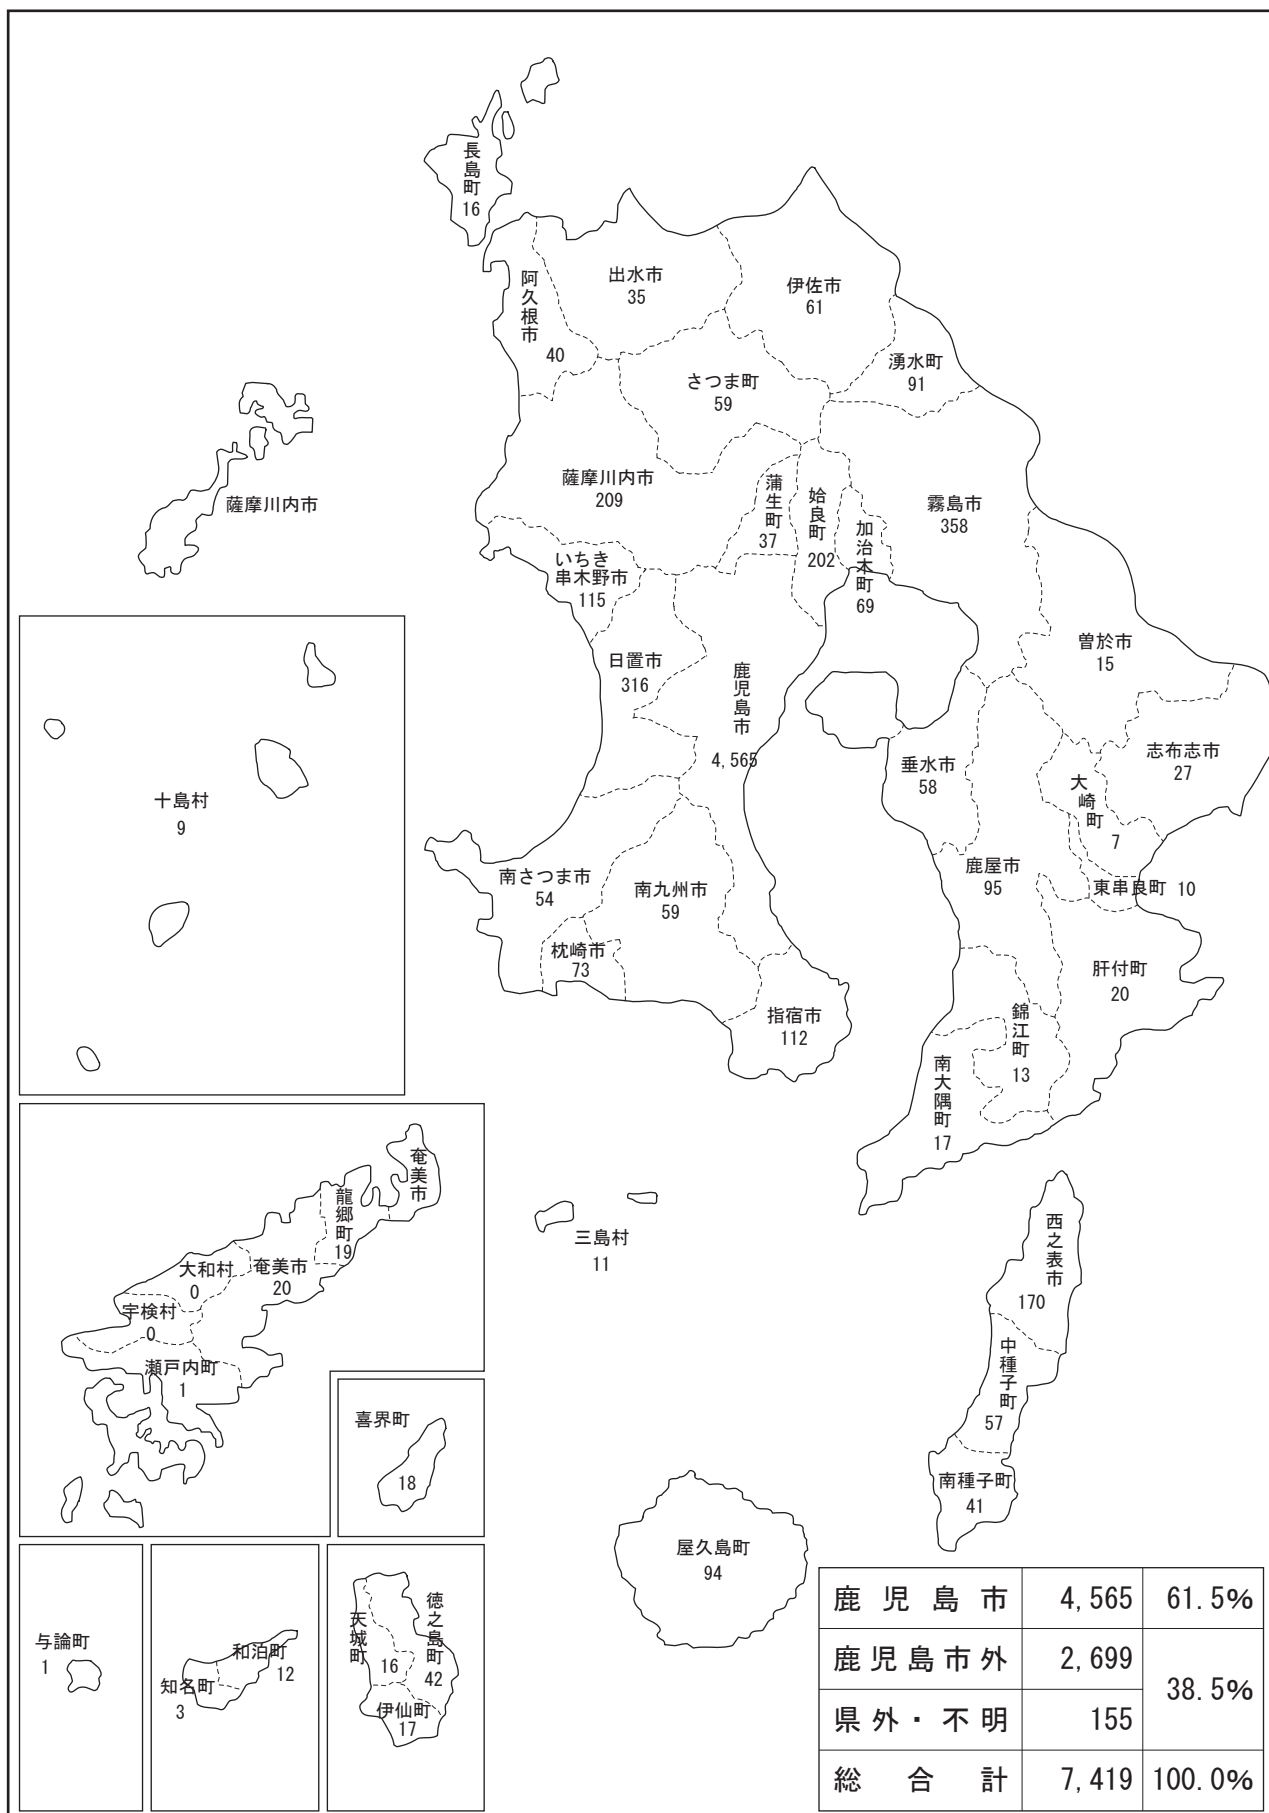 長島町
16
阿久根市
40
出水市
35
伊佐市
61
湧水町
91
さつま町
59
薩摩川内市
209
薩摩川内市
蒲生町
37
姶良町
202
加治木町
69
霧島市
358
いちき
串木野市
115
日置市
316
鹿児島市
4,565
曽於市
15
志布志市
27
垂水市
58
大崎町
7
鹿屋市
95
東串良町 10
十島村
9
南さつま市
54
南九州市
59
枕崎市
73
指宿市
112
肝付町
20
錦江町
13
南大隅町
17
奄美市
龍郷町
19
大和村
0
奄美市
20
宇検村
0
瀬戸内町
1
三島村
11
西之表市
170
中種子町
57
南種子町
41
喜界町
18
屋久島町
94
与論町
1
和泊町
12
知名町
3
天城町
16
徳之島町
42
伊仙町
17
鹿児島市 4,565 61.5%
鹿児島市外 2,699
38.5%
県外・不明 155
総合計 7,419 100.0%